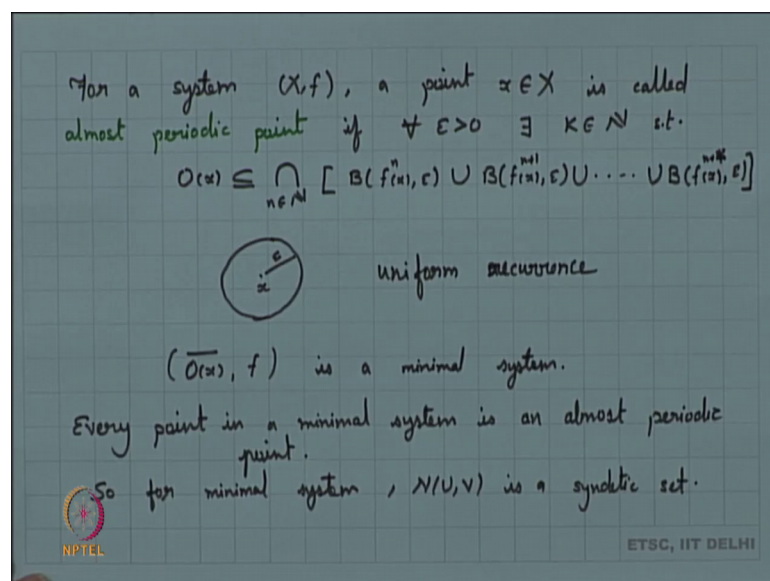 For a system (X,f), a point x∈X is called
almost periodic point if ∀ ε>0 ∃ K∈ℕ s.t.
O(x) ⊆ ⋂_{n∈ℕ} [ B(fⁿ(x), ε) ∪ B(fⁿ⁺¹(x), ε) ∪ ..... ∪ B(fⁿ⁺ᵏ(x), ε)]
ε
x
uniform recurrence
( \overline{O(x)}, f ) is a minimal system.
Every point in a minimal system is an almost periodic
point.
So for minimal system, N(U,V) is a syndetic set.
NPTEL
ETSC, IIT DELHI